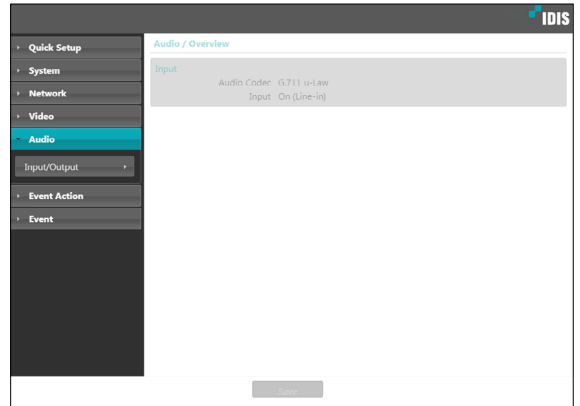 IDIS
Quick Setup
System
Network
Video
Audio
Input/Output
Event Action
Event
Audio / Overview
Input
Audio Codec G.711 u-Law
Input On (Line-in)
Save